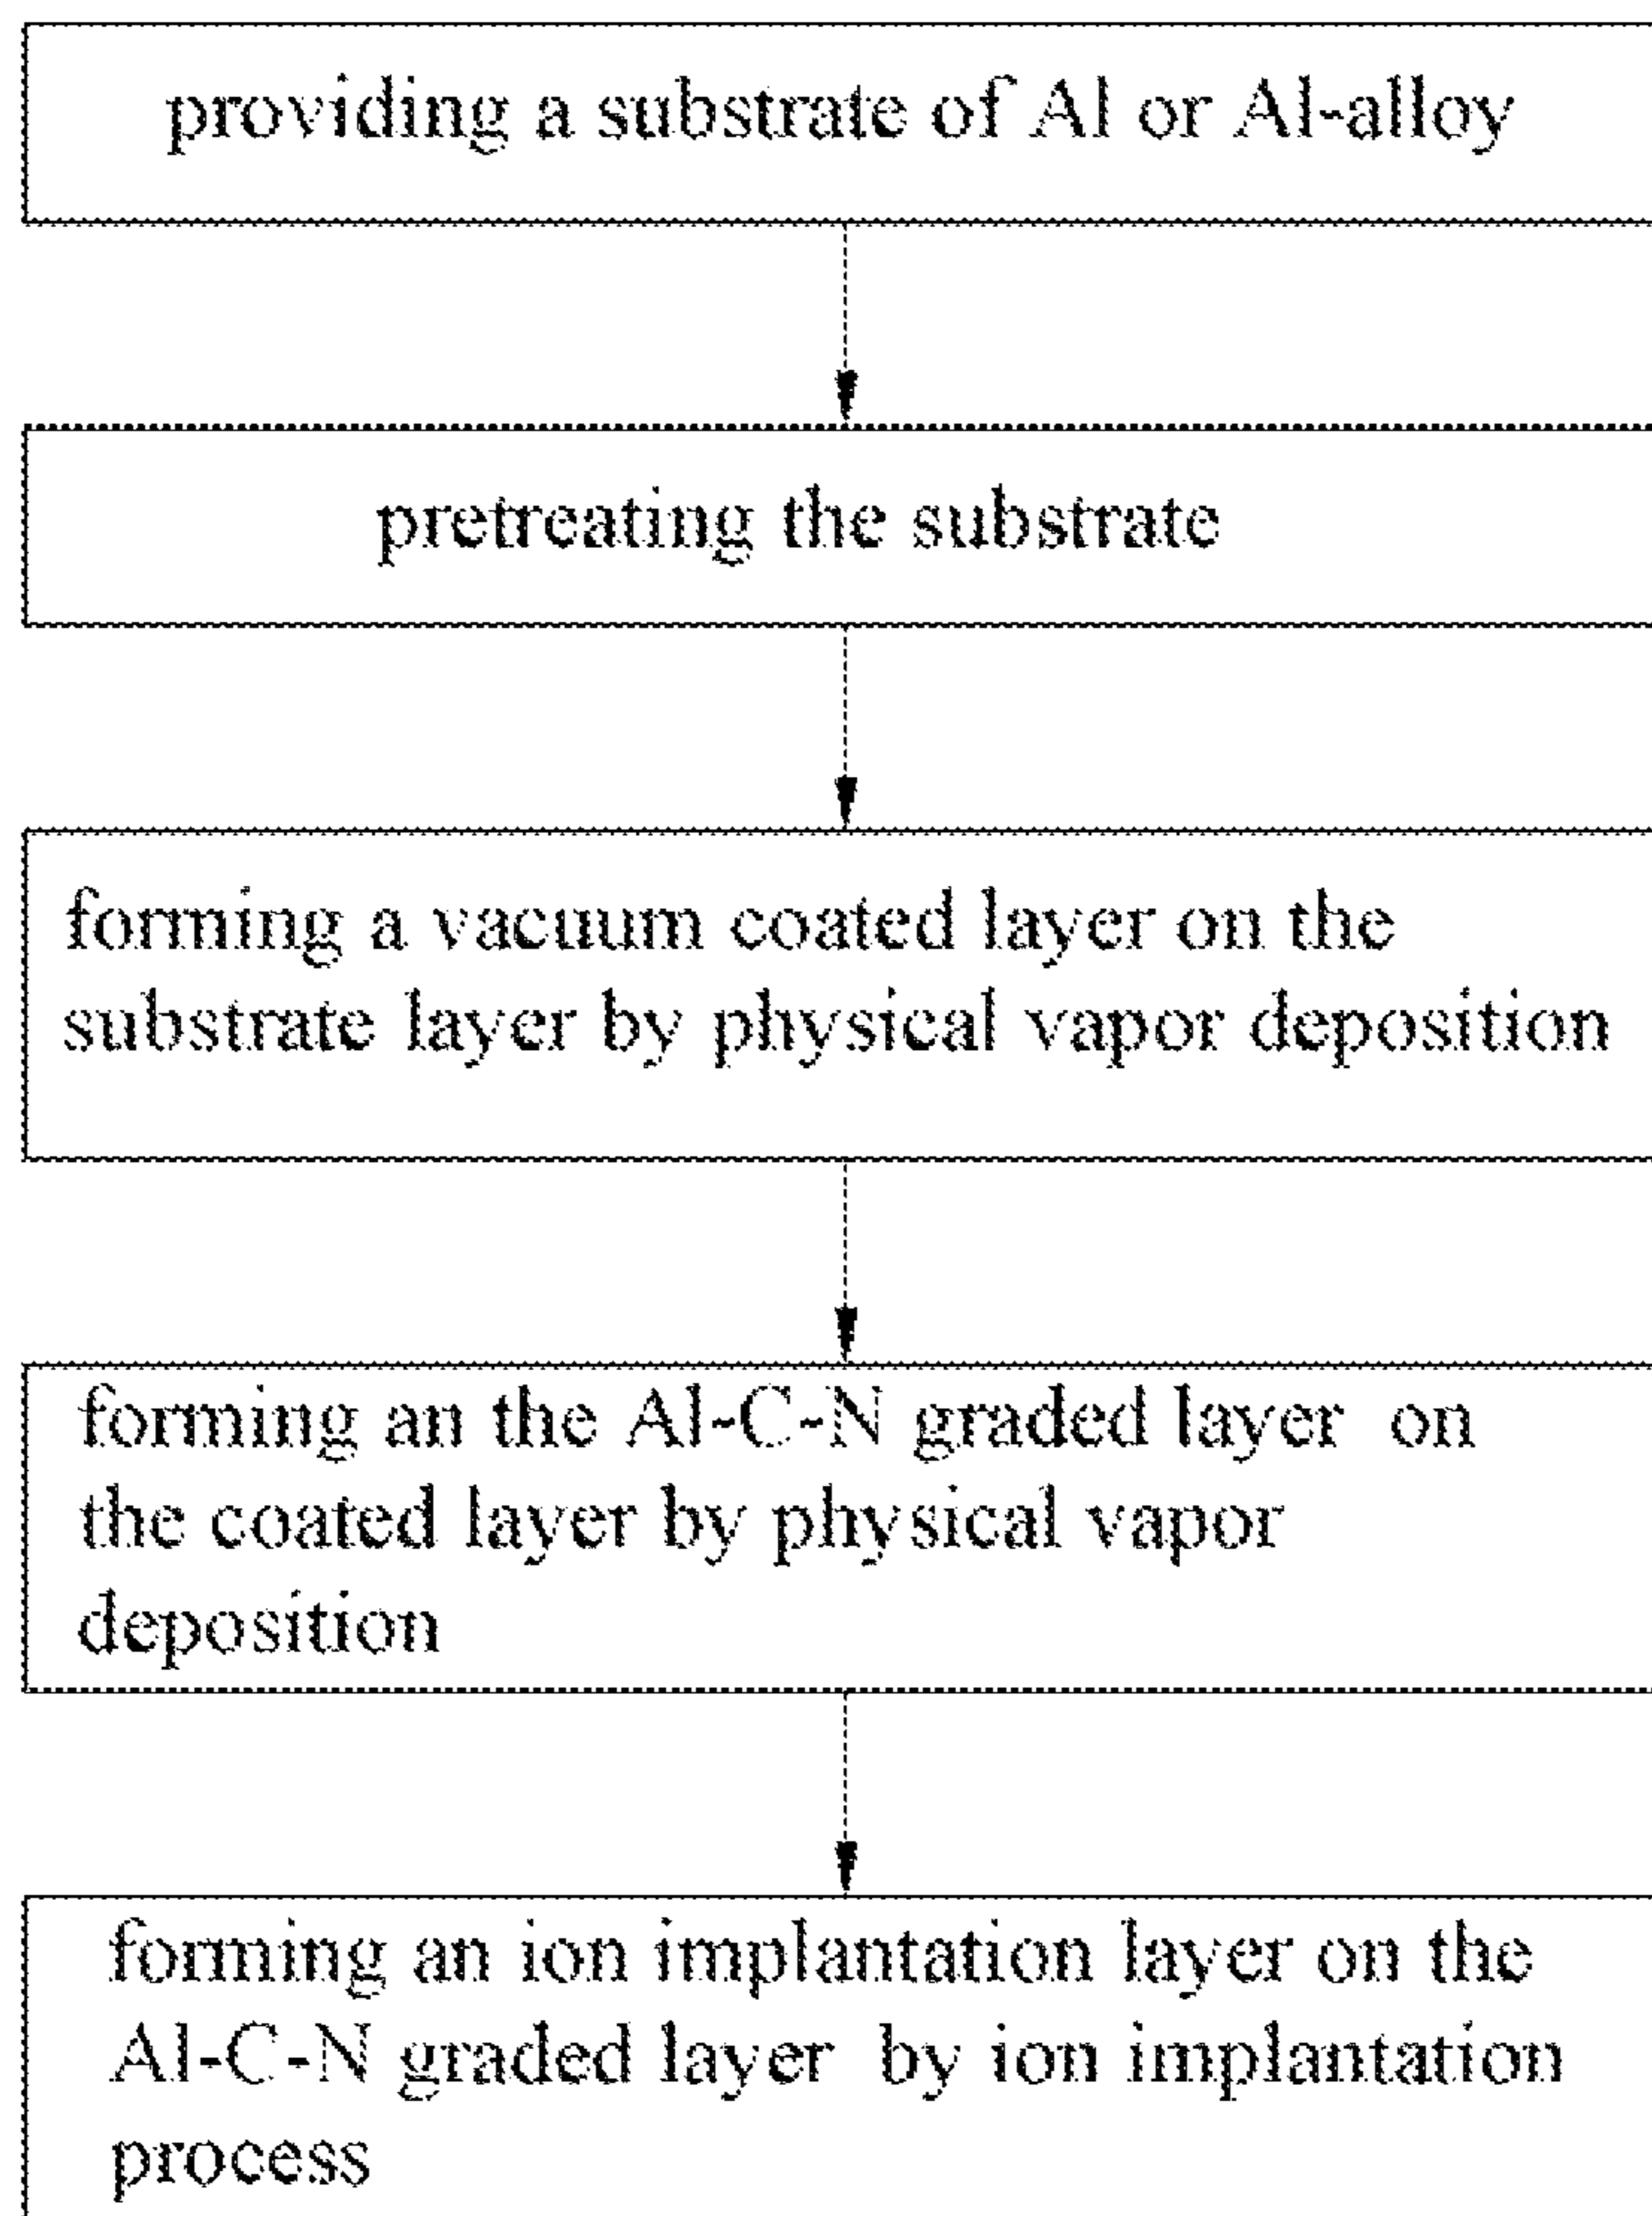 providing a substrate of Al or Al-alloy
pretreating the substrate
forming a vacuum coated layer on the
substrate layer by physical vapor deposition
forming an the Al-C-N graded layer on
the coated layer by physical vapor
deposition
forming an ion implantation layer on the
Al-C-N graded layer by ion implantation
process